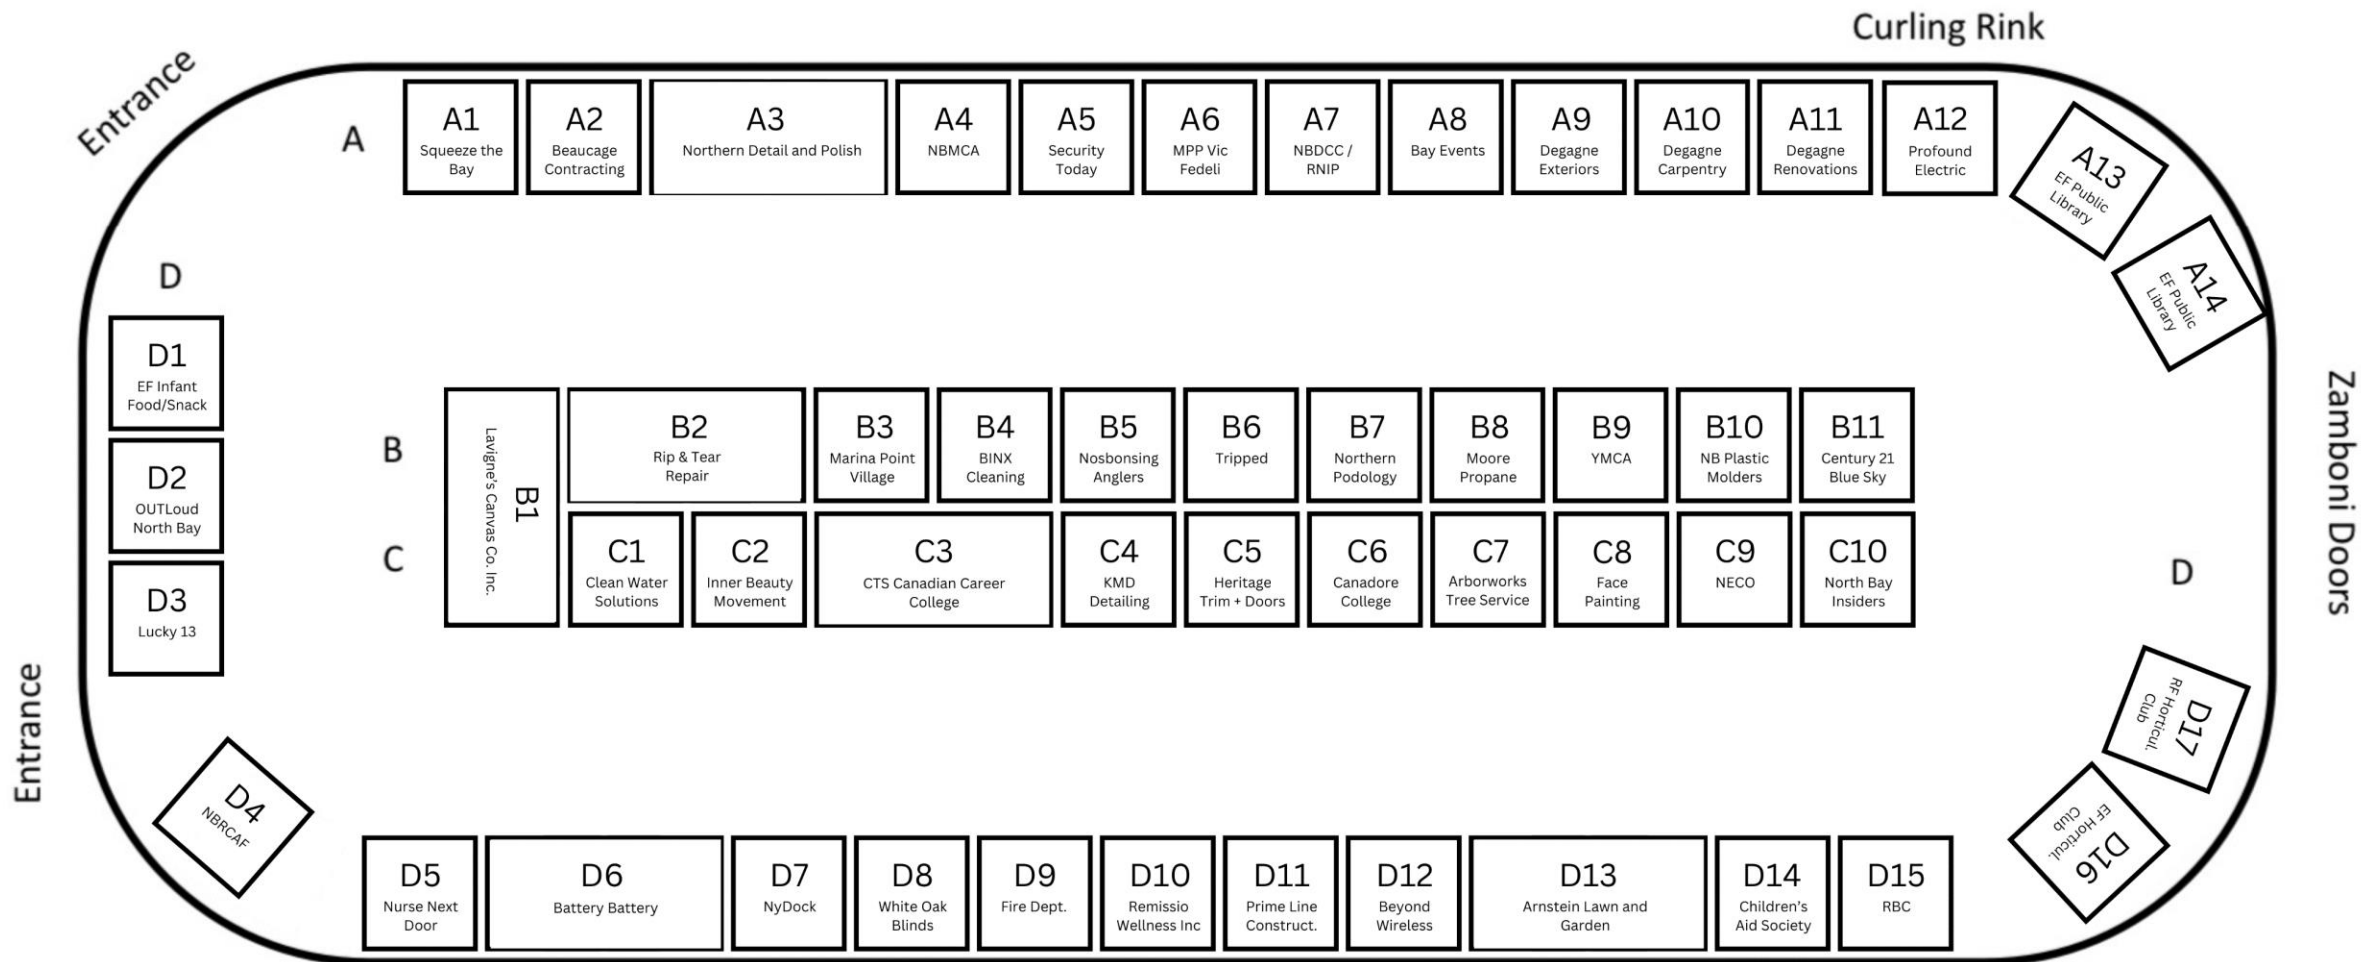 Curling Rink
Entrance
A
A1
Squeeze the
Bay
A2
Beaucage
Contracting
A3
Northern Detail and Polish
A4
NBMCA
A5
Security
Today
A6
MPP Vic
Fedeli
A7
NBDCC /
RNIP
A8
Bay Events
A9
Degagne
Exteriors
A10
Degagne
Carpentry
A11
Degagne
Renovations
A12
Profound
Electric
A13
EF Public
Library
A14
EF Public
Library
D
D1
EF Infant
Food/Snack
D2
OUTLoud
North Bay
D3
Lucky 13
B
B1
Lavigne's Canvas Co. Inc.
B2
Rip & Tear
Repair
B3
Marina Point
Village
B4
BINX
Cleaning
B5
Nosbonsing
Anglers
B6
Tripped
B7
Northern
Podology
B8
Moore
Propane
B9
YMCA
B10
NB Plastic
Molders
B11
Century 21
Blue Sky
C
C1
Clean Water
Solutions
C2
Inner Beauty
Movement
C3
CTS Canadian Career
College
C4
KMD
Detailing
C5
Heritage
Trim + Doors
C6
Canadore
College
C7
Arborworks
Tree Service
C8
Face
Painting
C9
NECO
C10
North Bay
Insiders
D
Zamboni Doors
Entrance
D4
NBRCAF
D5
Nurse Next
Door
D6
Battery Battery
D7
NyDock
D8
White Oak
Blinds
D9
Fire Dept.
D10
Remissio
Wellness Inc
D11
Prime Line
Construct.
D12
Beyond
Wireless
D13
Arnstein Lawn and
Garden
D14
Children's
Aid Society
D15
RBC
D16
EF Horticul.
Club
D17
RF Horticul.
Club